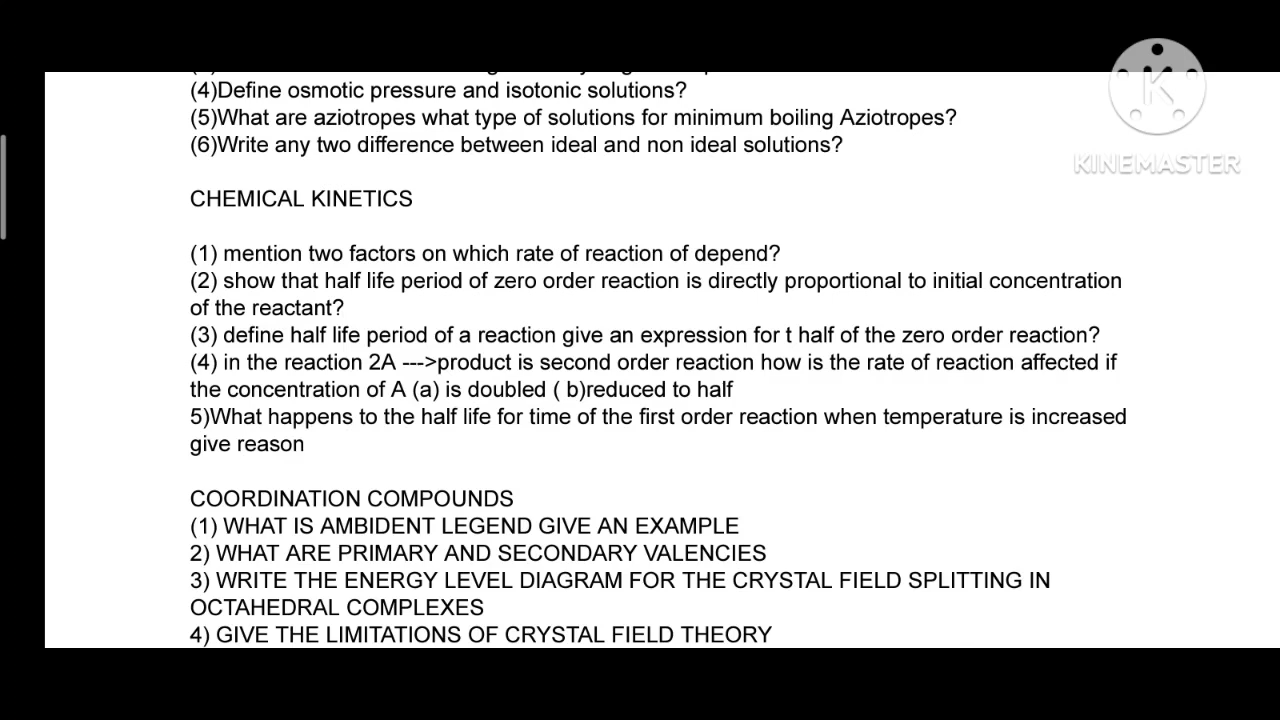 (4)Define osmotic pressure and isotonic solutions?
(5)What are aziotropes what type of solutions for minimum boiling Aziotropes?
(6)Write any two difference between ideal and non ideal solutions?
KINEMASTER
CHEMICAL KINETICS
(1) mention two factors on which rate of reaction of depend?
(2) show that half life period of zero order reaction is directly proportional to initial concentration
of the reactant?
(3) define half life period of a reaction give an expression for t half of the zero order reaction?
(4) in the reaction 2A --->product is second order reaction how is the rate of reaction affected if
the concentration of A (a) is doubled ( b)reduced to half
5)What happens to the half life for time of the first order reaction when temperature is increased
give reason
COORDINATION COMPOUNDS
(1) WHAT IS AMBIDENT LEGEND GIVE AN EXAMPLE
2) WHAT ARE PRIMARY AND SECONDARY VALENCIES
3) WRITE THE ENERGY LEVEL DIAGRAM FOR THE CRYSTAL FIELD SPLITTING IN
OCTAHEDRAL COMPLEXES
4) GIVE THE LIMITATIONS OF CRYSTAL FIELD THEORY